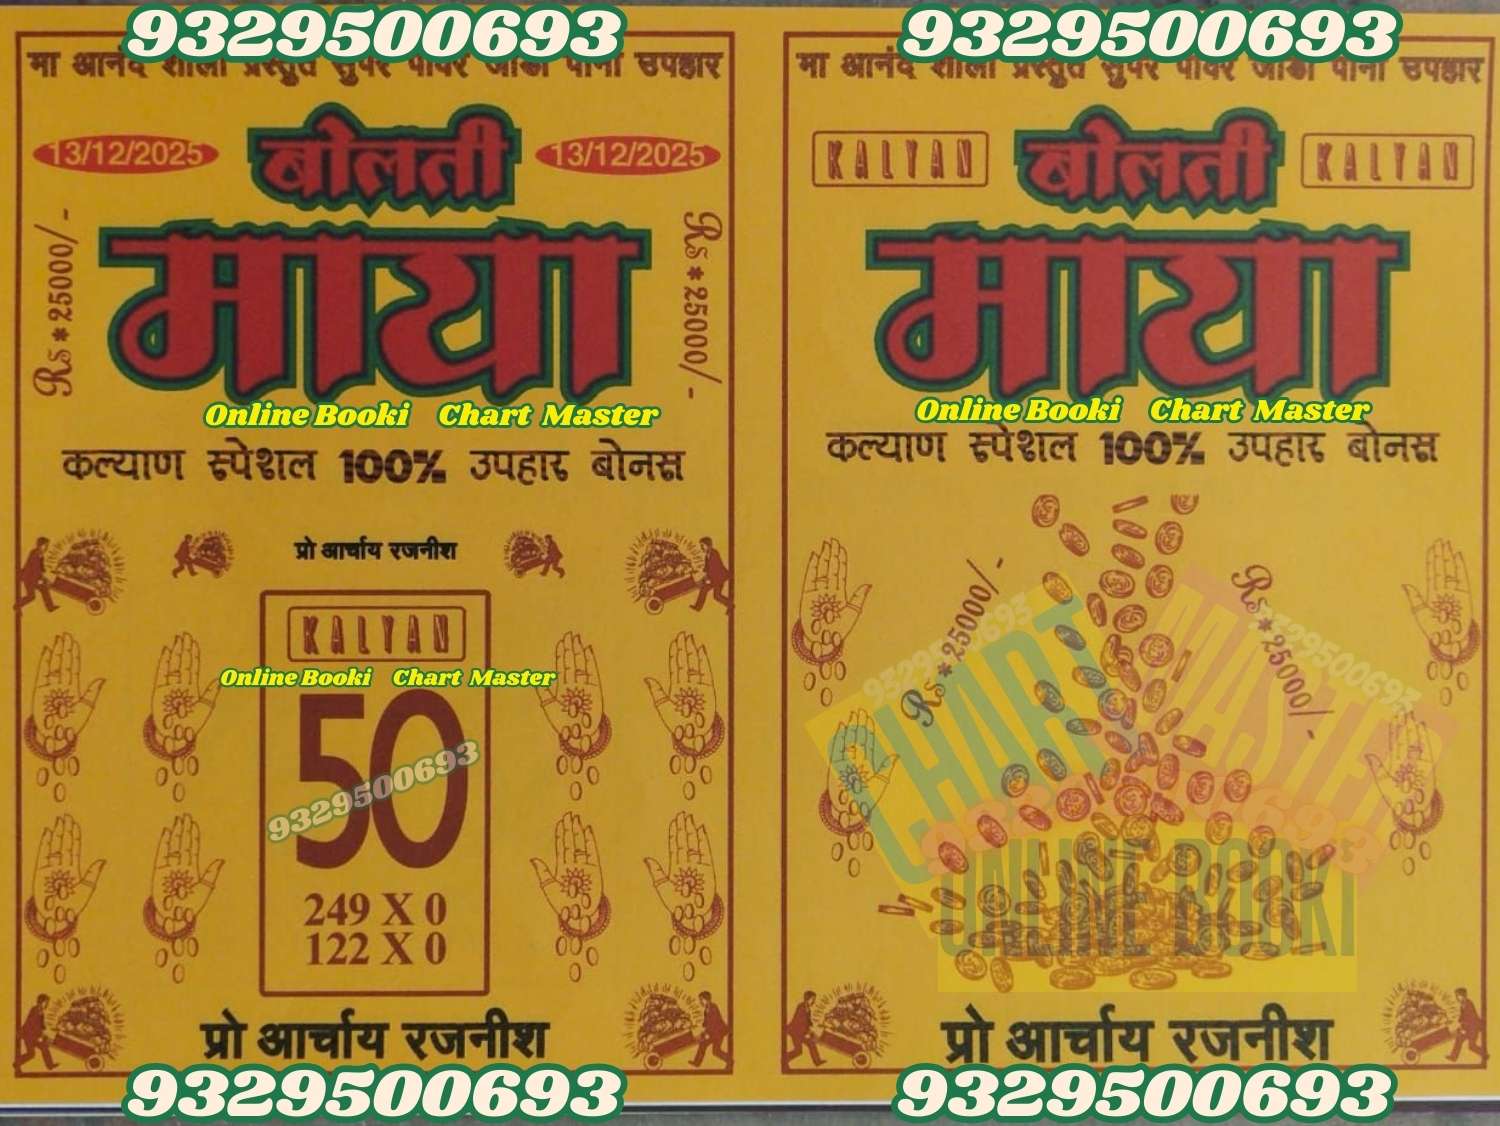 9329500693
मा आनंद शीला प्रस्तुत सुपर पावर जोडी पाना उपहार
13/12/2025
बोलती
13/12/2025
माया
Rs*25000/-
Rs*25000/-
Online Booki Chart Master
कल्याण स्पेशल 100% उपहार बोनस
प्रो आर्चाय रजनीश
KALYAN
Online Booki Chart Master
50
9329500693
249 X 0
122 X 0
प्रो आर्चाय रजनीश
9329500693
9329500693
मा आनंद शीला प्रस्तुत सुपर पावर जोडी पाना उपहार
KALYAN
बोलती
KALYAN
माया
Online Booki Chart Master
कल्याण स्पेशल 100% उपहार बोनस
Rs*25000/-
Rs*25000/-
9329500693
9329500693
CHART MASTER
ONLINE BOOKI
प्रो आर्चाय रजनीश
9329500693